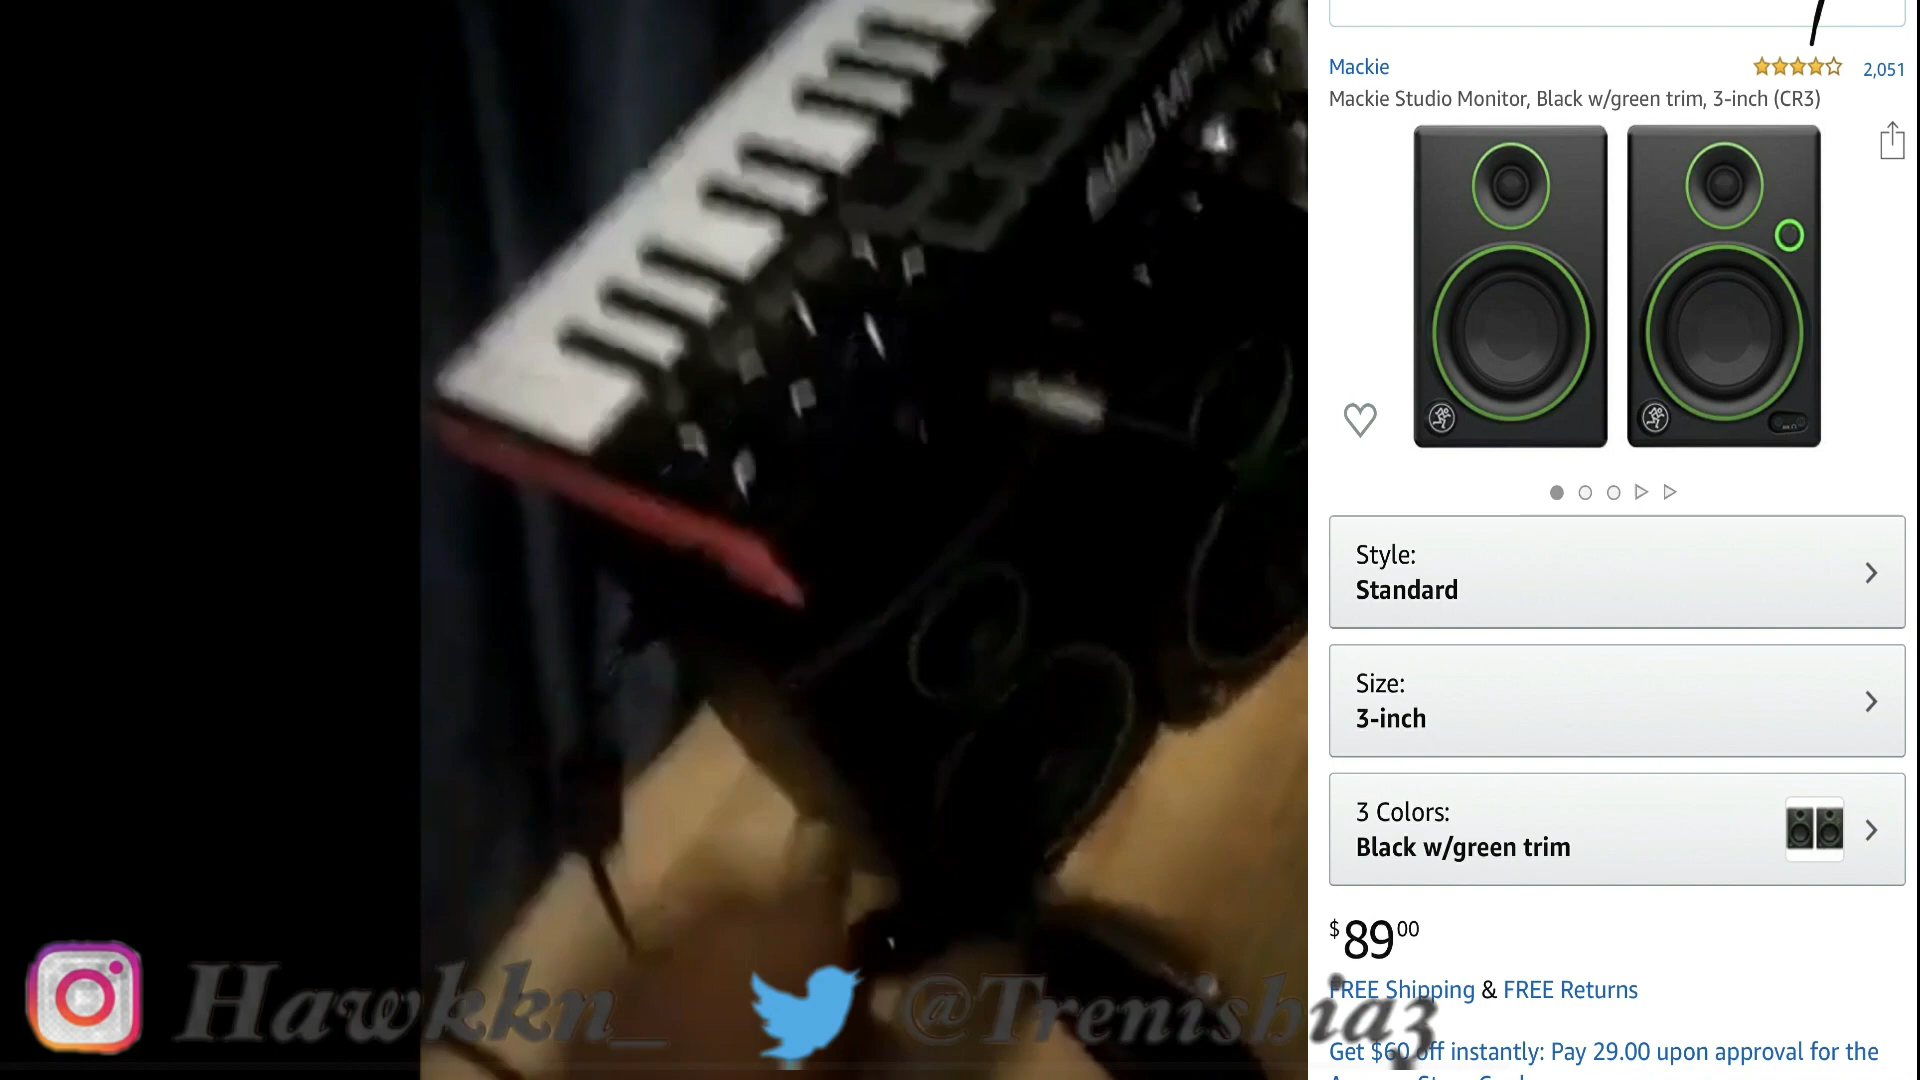 Mackie
2,051
Mackie Studio Monitor, Black w/green trim, 3-inch (CR3)
Style:
Standard
Size:
3-inch
3 Colors:
Black w/green trim
$89 00
FREE Shipping & FREE Returns
Hawkkn_
@Trenishia3
Get $60 off instantly: Pay 29.00 upon approval for the